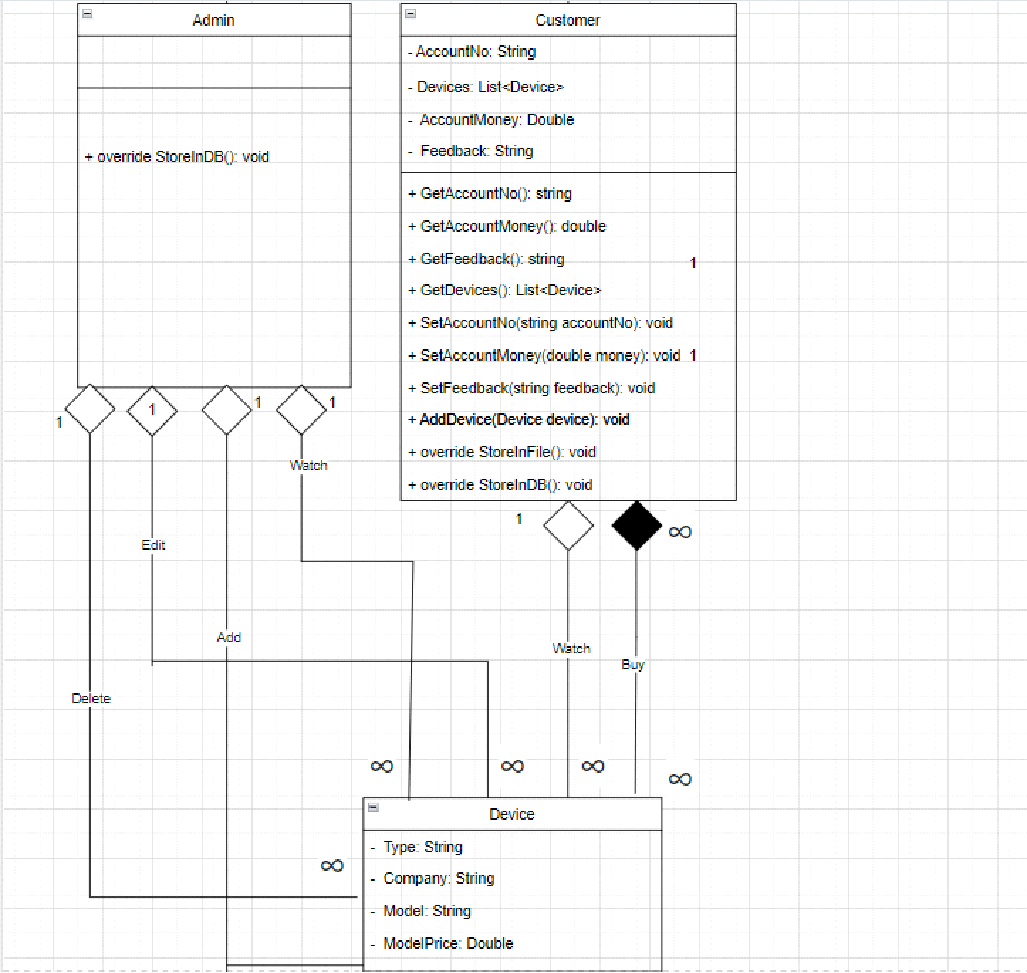 Admin
+ override StoreInDB(): void
Customer
- AccountNo: String
- Devices: List<Device>
- AccountMoney: Double
- Feedback: String
+ GetAccountNo(): string
+ GetAccountMoney(): double
+ GetFeedback(): string
1
+ GetDevices(): List<Device>
+ SetAccountNo(string accountNo): void
+ SetAccountMoney(double money): void 1
+ SetFeedback(string feedback): void
+ AddDevice(Device device): void
+ override StoreInFile(): void
+ override StoreInDB(): void
1
1
1
1
Watch
Edit
Add
Delete
1
∞
Watch
Buy
∞
∞
∞
∞
∞
Device
- Type: String
- Company: String
- Model: String
- ModelPrice: Double